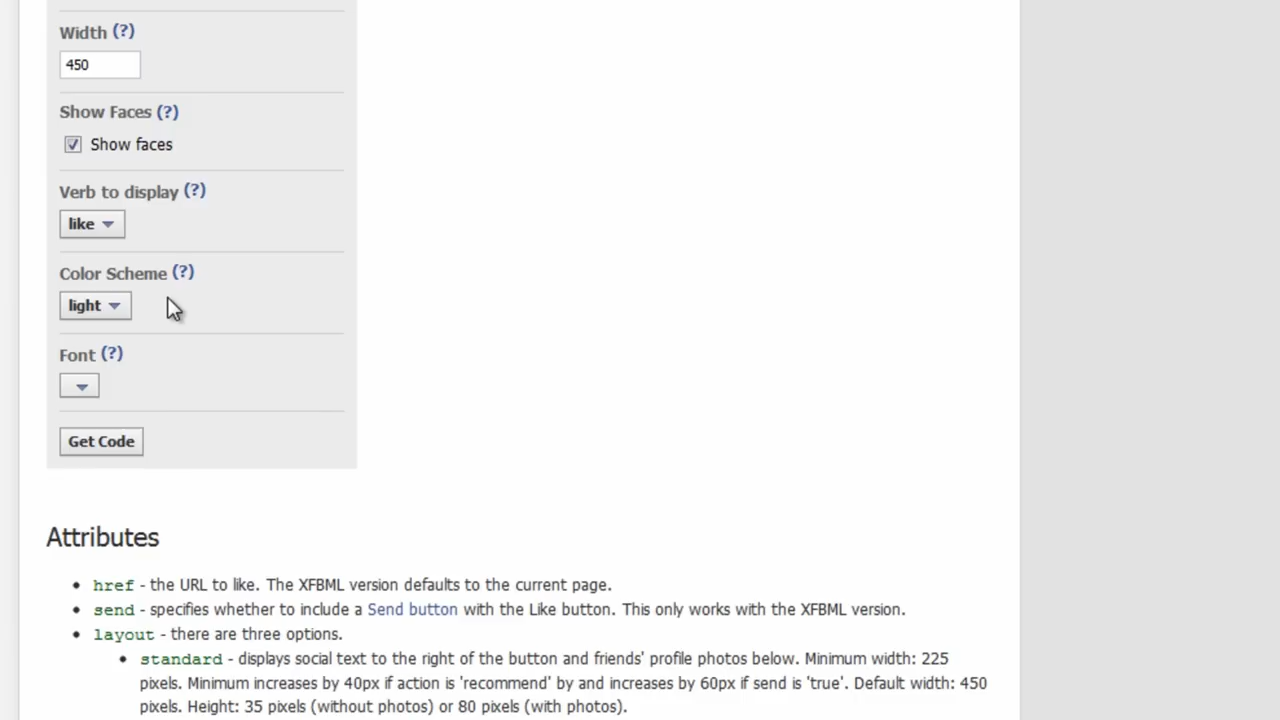 Width (?)
450
Show Faces (?)
Show faces
Verb to display (?)
like
Color Scheme (?)
light
Font (?)
Get Code
Attributes
href - the URL to like. The XFBML version defaults to the current page.
send - specifies whether to include a Send button with the Like button. This only works with the XFBML version.
layout - there are three options.
standard - displays social text to the right of the button and friends' profile photos below. Minimum width: 225
pixels. Minimum increases by 40px if action is 'recommend' by and increases by 60px if send is 'true'. Default width: 450
pixels. Height: 35 pixels (without photos) or 80 pixels (with photos).